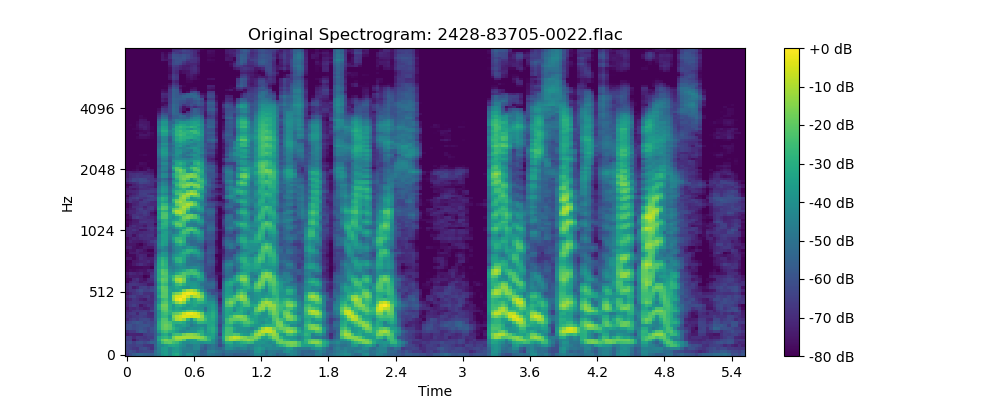 Original Spectrogram: 2428-83705-0022.flac
Hz
4096
2048
1024
512
0
0 0.6 1.2 1.8 2.4 3 3.6 4.2 4.8 5.4
Time
+0 dB
-10 dB
-20 dB
-30 dB
-40 dB
-50 dB
-60 dB
-70 dB
-80 dB